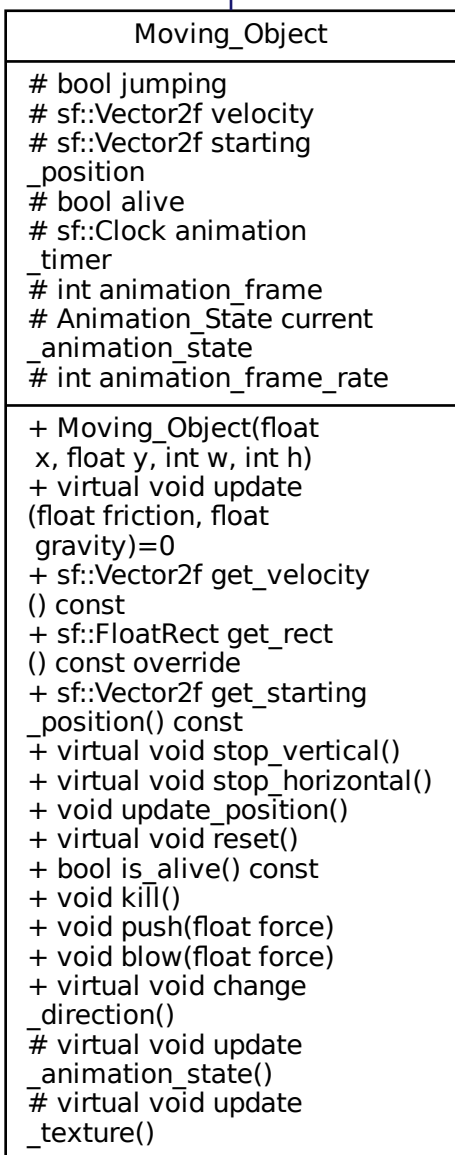 Moving_Object
# bool jumping
# sf::Vector2f velocity
# sf::Vector2f starting
_position
# bool alive
# sf::Clock animation
_timer
# int animation_frame
# Animation_State current
_animation_state
# int animation_frame_rate
+ Moving_Object(float
x, float y, int w, int h)
+ virtual void update
(float friction, float
gravity)=0
+ sf::Vector2f get_velocity
() const
+ sf::FloatRect get_rect
() const override
+ sf::Vector2f get_starting
_position() const
+ virtual void stop_vertical()
+ virtual void stop_horizontal()
+ void update_position()
+ virtual void reset()
+ bool is_alive() const
+ void kill()
+ void push(float force)
+ void blow(float force)
+ virtual void change
_direction()
# virtual void update
_animation_state()
# virtual void update
_texture()